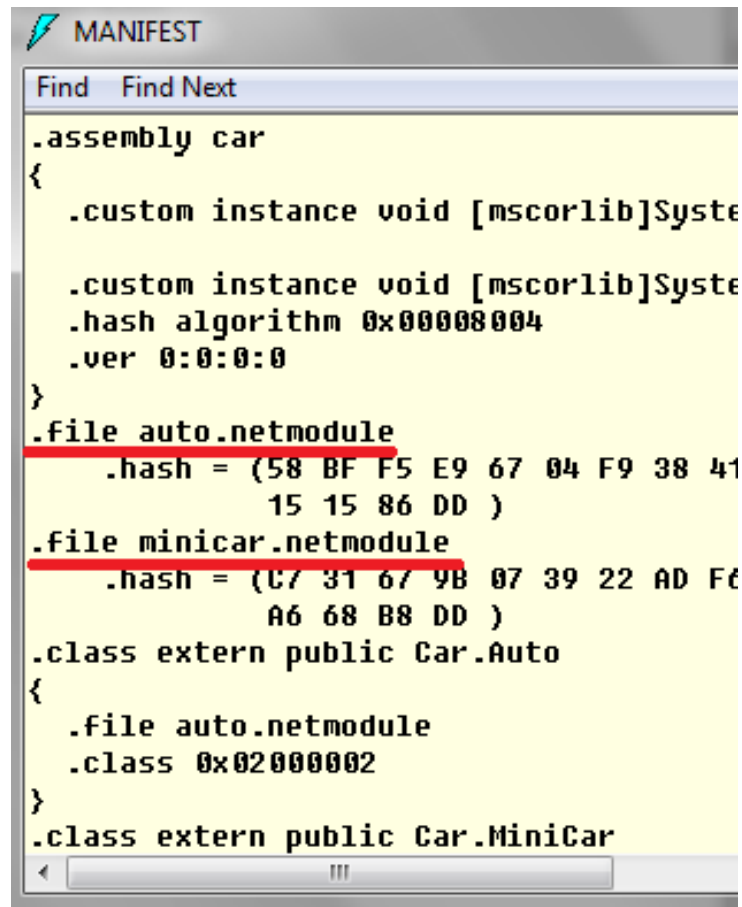 MANIFEST
Find Find Next
.assembly car
{
.custom instance void [mscorlib]Syste
.custom instance void [mscorlib]Syste
.hash algorithm 0x00008004
.ver 0:0:0:0
}
.file auto.netmodule
.hash = (58 BF F5 E9 67 04 F9 38 41
15 15 86 DD )
.file minicar.netmodule
.hash = (C7 31 67 9B 07 39 22 AD F6
A6 68 B8 DD )
.class extern public Car.Auto
{
.file auto.netmodule
.class 0x02000002
}
.class extern public Car.MiniCar